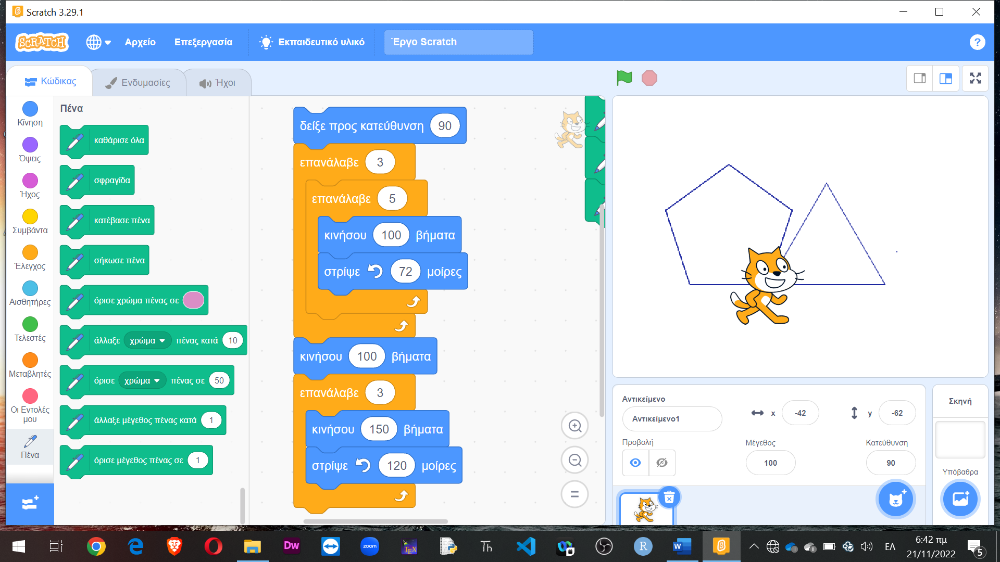 Scratch 3.29.1
SCRATCH
Αρχείο
Επεξεργασία
Εκπαιδευτικό υλικό
Έργο Scratch
?
Κώδικας
Ενδυμασίες
Ήχοι
Κίνηση
Όψεις
Ήχος
Συμβάντα
Έλεγχος
Αισθητήρες
Τελεστές
Μεταβλητές
Οι Εντολές
μου
Πένα
Πένα
καθάρισε όλα
σφραγίδα
κατέβασε πένα
σήκωσε πένα
όρισε χρώμα πένας σε
άλλαξε χρώμα πένας κατά 10
όρισε χρώμα πένας σε 50
άλλαξε μέγεθος πένας κατά 1
όρισε μέγεθος πένας σε 1
δείξε προς κατεύθυνση 90
επανάλαβε 3
επανάλαβε 5
κινήσου 100 βήματα
στρίψε 72 μοίρες
κινήσου 100 βήματα
επανάλαβε 3
κινήσου 150 βήματα
στρίψε 120 μοίρες
Αντικείμενο
Αντικείμενο1
x -42
y -62
Προβολή
Μέγεθος
100
Κατεύθυνση
90
Σκηνή
Υπόβαθρα
Dw
zoom
TEX
Th
R
W
ΕΛ
6:42 πμ
21/11/2022
5